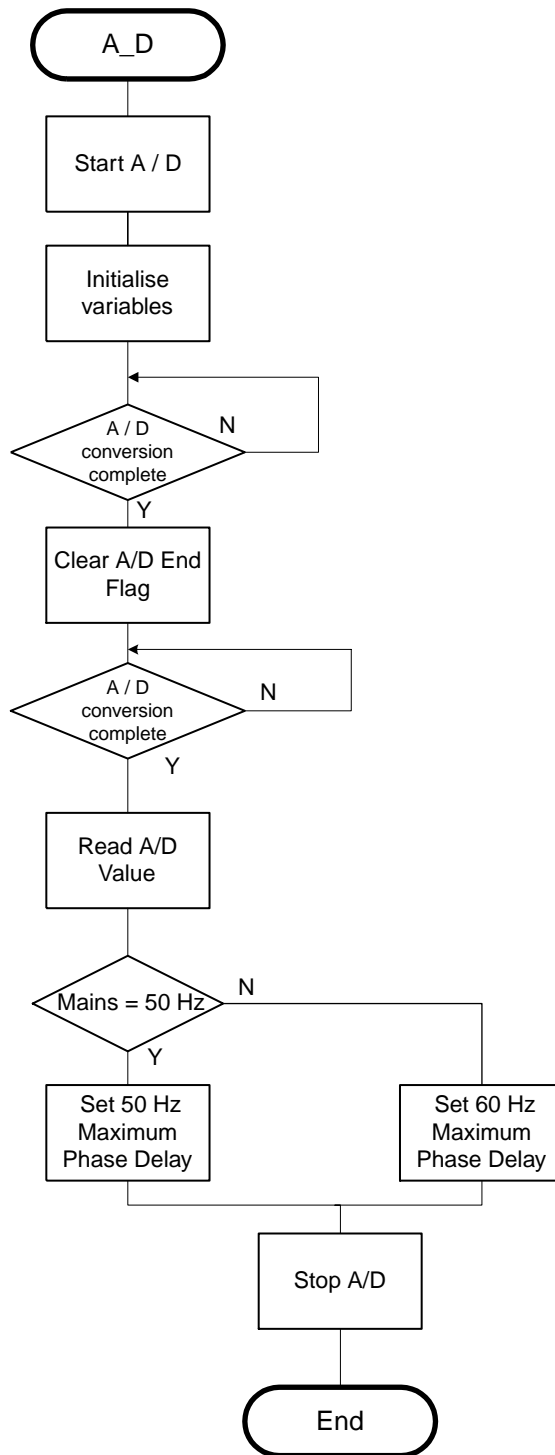 A_D
Start A / D
Initialise
variables
A / D
conversion
complete
N
Y
Clear A/D End
Flag
A / D
conversion
complete
N
Y
Read A/D
Value
Mains = 50 Hz
N
Y
Set 50 Hz
Maximum
Phase Delay
Set 60 Hz
Maximum
Phase Delay
Stop A/D
End